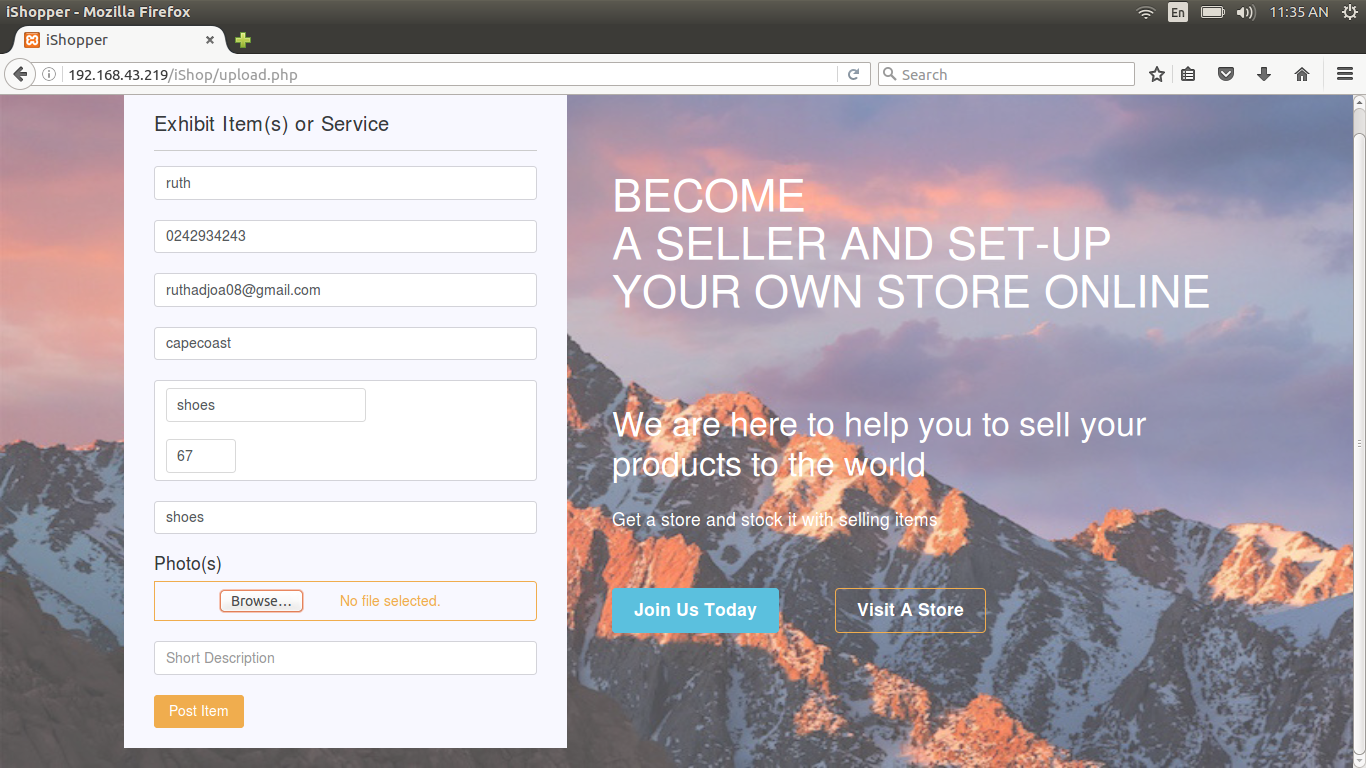 iShopper - Mozilla Firefox
En
11:35 AM
iShopper
192.168.43.219/iShop/upload.php
Search
Exhibit Item(s) or Service
ruth
0242934243
ruthadjoa08@gmail.com
capecoast
shoes
67
shoes
Photo(s)
Browse...
No file selected.
Short Description
Post Item
BECOME
A SELLER AND SET-UP
YOUR OWN STORE ONLINE
We are here to help you to sell your
products to the world
Get a store and stock it with selling items
Join Us Today
Visit A Store